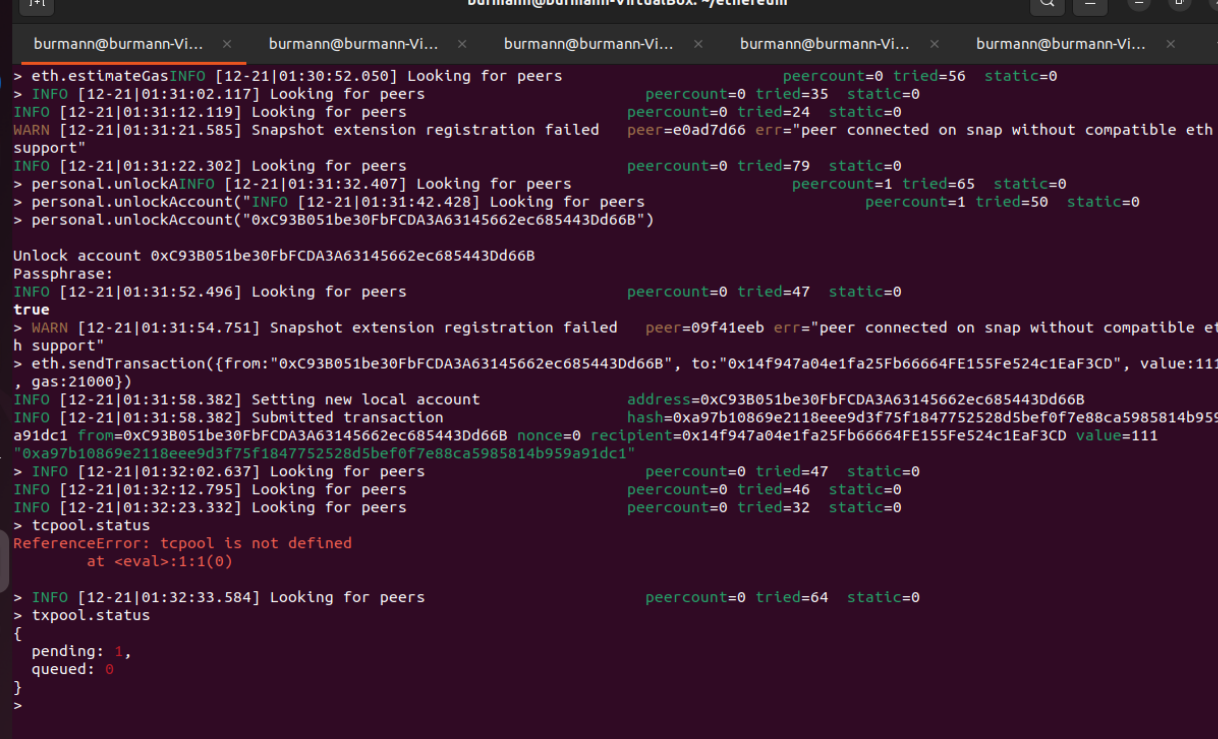 burmann@burmann-VirtualBox: ~/ethereum
burmann@burmann-Vi... × burmann@burmann-Vi... × burmann@burmann-Vi... × burmann@burmann-Vi... × burmann@burmann-Vi... ×
> eth.estimateGasINFO [12-21|01:30:52.050] Looking for peers peercount=0 tried=56 static=0
> INFO [12-21|01:31:02.117] Looking for peers peercount=0 tried=35 static=0
INFO [12-21|01:31:12.119] Looking for peers peercount=0 tried=24 static=0
WARN [12-21|01:31:21.585] Snapshot extension registration failed peer=e0ad7d66 err="peer connected on snap without compatible eth
support"
INFO [12-21|01:31:22.302] Looking for peers peercount=0 tried=79 static=0
> personal.unlockAINFO [12-21|01:31:32.407] Looking for peers peercount=1 tried=65 static=0
> personal.unlockAccount("INFO [12-21|01:31:42.428] Looking for peers peercount=1 tried=50 static=0
> personal.unlockAccount("0xC93B051be30FbFCDA3A63145662ec685443Dd66B")
Unlock account 0xC93B051be30FbFCDA3A63145662ec685443Dd66B
Passphrase:
INFO [12-21|01:31:52.496] Looking for peers peercount=0 tried=47 static=0
true
> WARN [12-21|01:31:54.751] Snapshot extension registration failed peer=09f41eeb err="peer connected on snap without compatible et
h support"
> eth.sendTransaction({from:"0xC93B051be30FbFCDA3A63145662ec685443Dd66B", to:"0x14f947a04e1fa25Fb66664FE155Fe524c1EaF3CD", value:111
, gas:21000})
INFO [12-21|01:31:58.382] Setting new local account address=0xC93B051be30FbFCDA3A63145662ec685443Dd66B
INFO [12-21|01:31:58.382] Submitted transaction hash=0xa97b10869e2118eee9d3f75f1847752528d5bef0f7e88ca5985814b959
a91dc1 from=0xC93B051be30FbFCDA3A63145662ec685443Dd66B nonce=0 recipient=0x14f947a04e1fa25Fb66664FE155Fe524c1EaF3CD value=111
"0xa97b10869e2118eee9d3f75f1847752528d5bef0f7e88ca5985814b959a91dc1"
> INFO [12-21|01:32:02.637] Looking for peers peercount=0 tried=47 static=0
INFO [12-21|01:32:12.795] Looking for peers peercount=0 tried=46 static=0
INFO [12-21|01:32:23.332] Looking for peers peercount=0 tried=32 static=0
> tcpool.status
ReferenceError: tcpool is not defined
at <eval>:1:1(0)
> INFO [12-21|01:32:33.584] Looking for peers peercount=0 tried=64 static=0
> txpool.status
{
pending: 1,
queued: 0
}
>